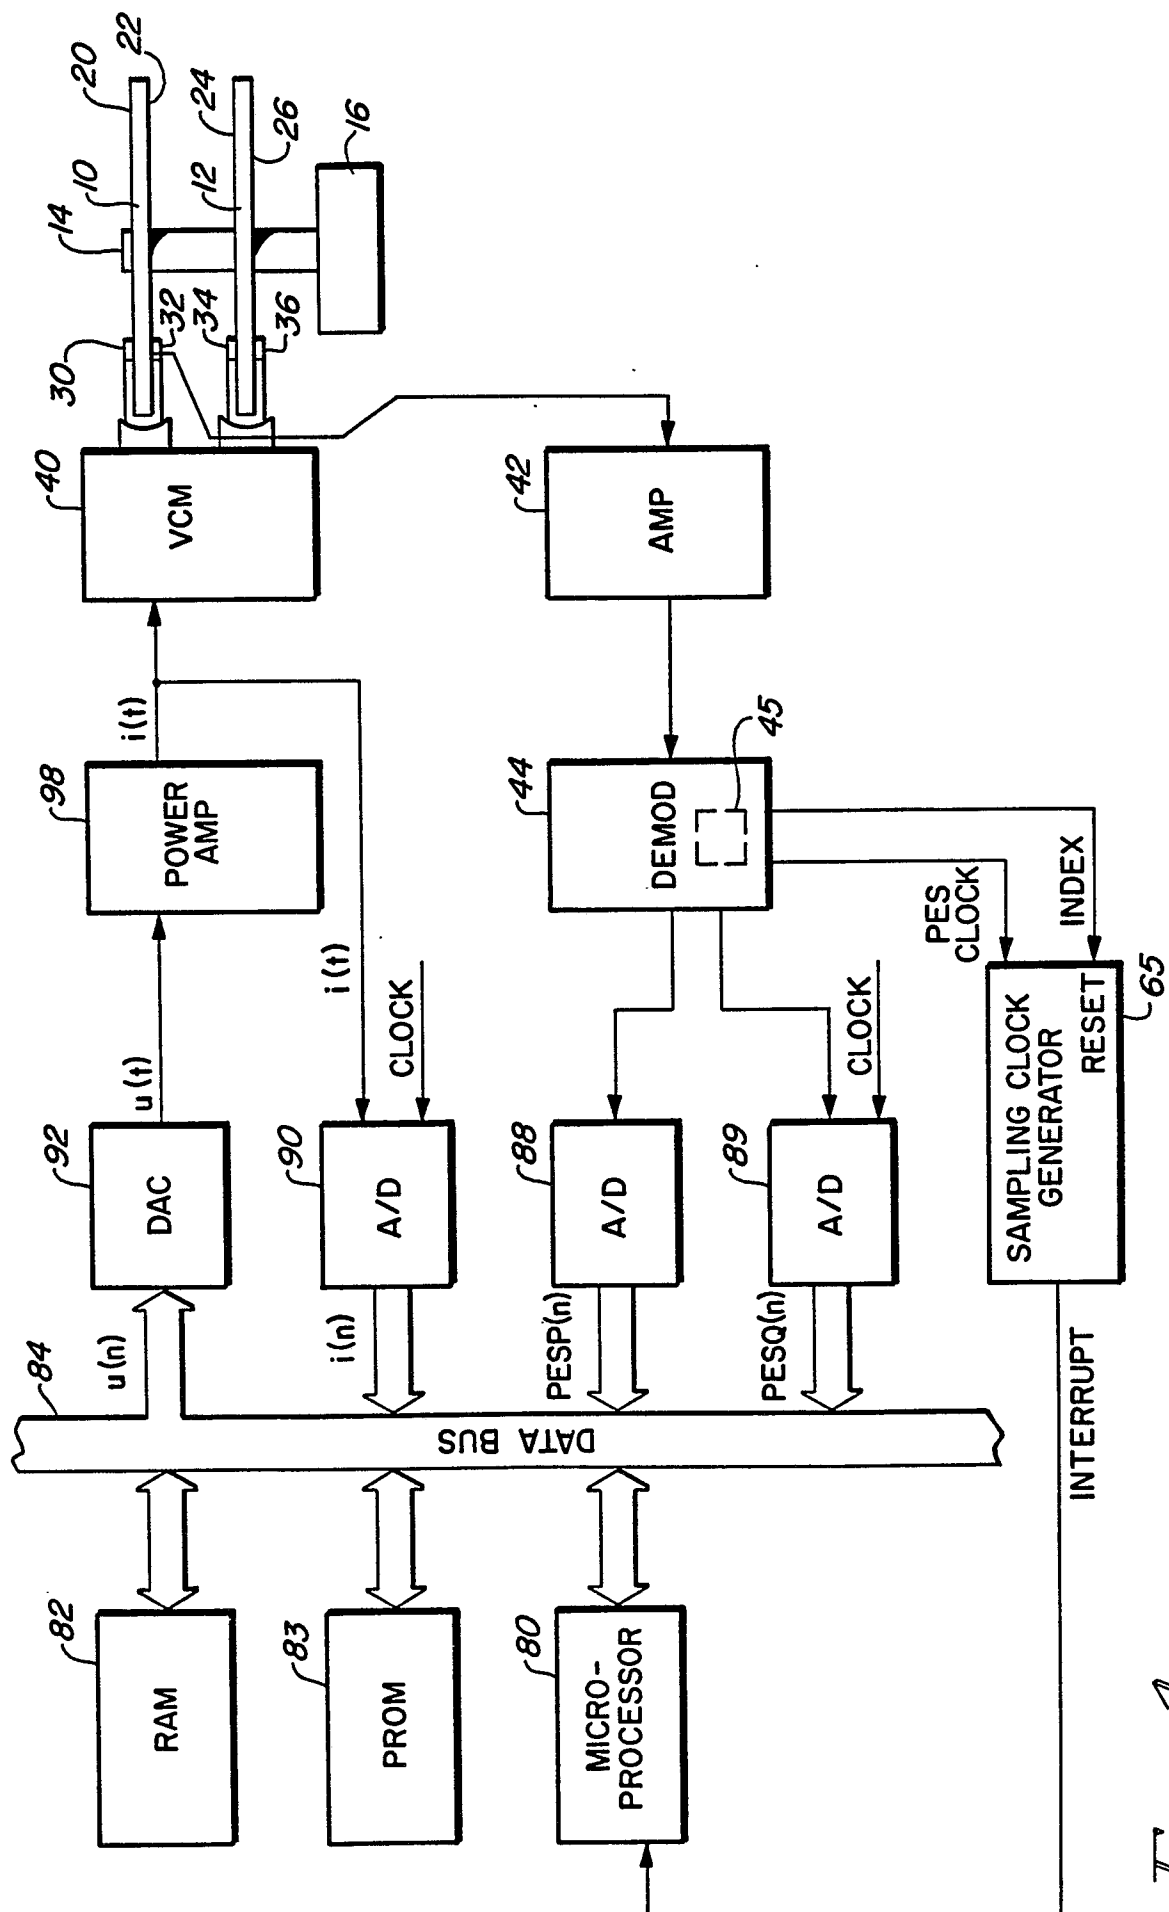 82
RAM
83
PROM
80
MICRO-
PROCESSOR
84
DATA BUS
u(n)
92
DAC
u(t)
98
POWER
AMP
i(t)
40
VCM
i(n)
90
A/D
i(t)
CLOCK
PESP(n)
88
A/D
PESQ(n)
89
A/D
CLOCK
44
DEMOD
45
42
AMP
30
32
34
36
14
10
20
22
12
24
26
16
PES
CLOCK
INDEX
SAMPLING CLOCK
GENERATOR
RESET
65
INTERRUPT